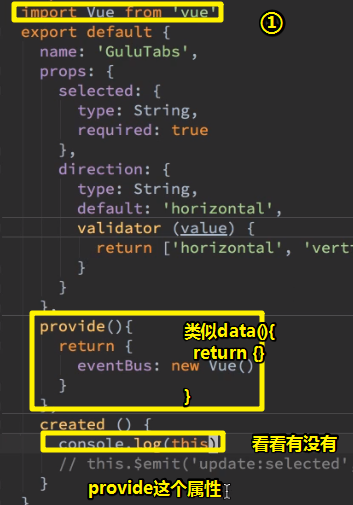 import Vue from 'vue'
①
export default {
name: 'GuluTabs',
props: {
selected: {
type: String,
required: true
},
direction: {
type: String,
default: 'horizontal',
validator (value) {
return ['horizontal', 'verti
}
}
},
provide(){
return {
eventBus: new Vue()
}
},
类似data(){
return {}
}
created () {
console.log(this)
看看有没有
// this.$emit('update:selected'
}
provide这个属性